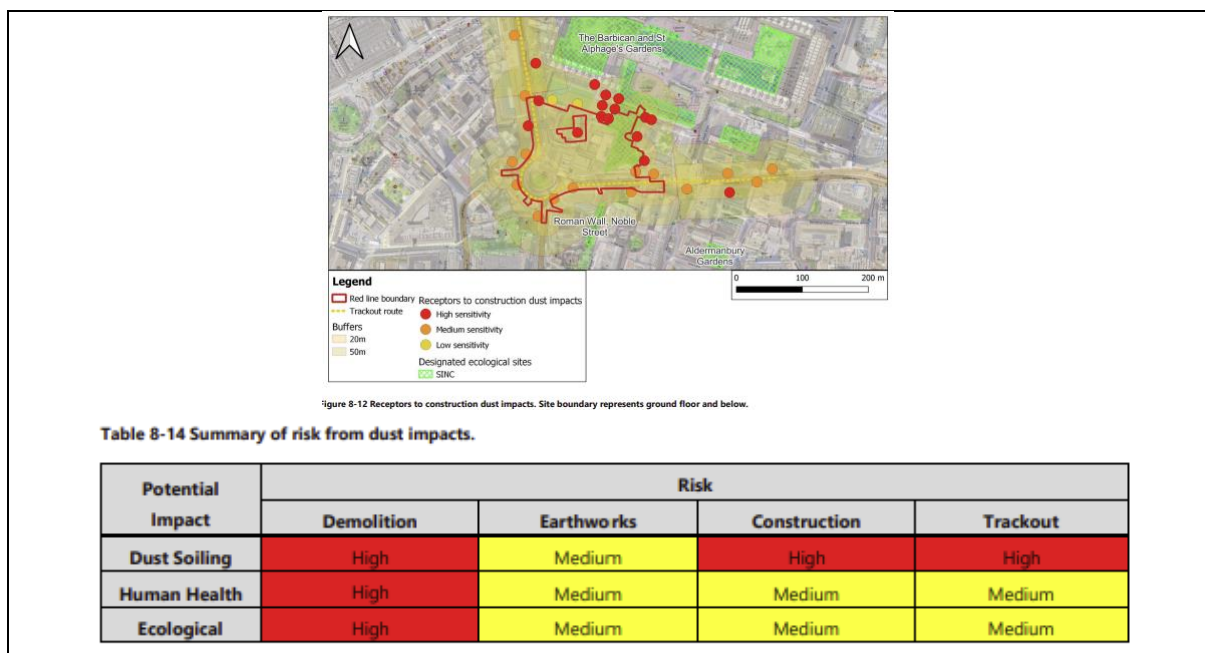 The Barbican and St
Alphage's Gardens
Roman Wall, Noble
Street
Aldermanbury
Gardens
0 100 200 m
Legend
Red line boundary
Trackout route
Buffers
20m
50m
Receptors to construction dust impacts
High sensitivity
Medium sensitivity
Low sensitivity
Designated ecological sites
SINC
Figure 8-12 Receptors to construction dust impacts. Site boundary represents ground floor and below.
Table 8-14 Summary of risk from dust impacts.
Potential Impact Risk
Demolition Earthworks Construction Trackout
Dust Soiling High Medium High High
Human Health High Medium Medium Medium
Ecological High Medium Medium Medium